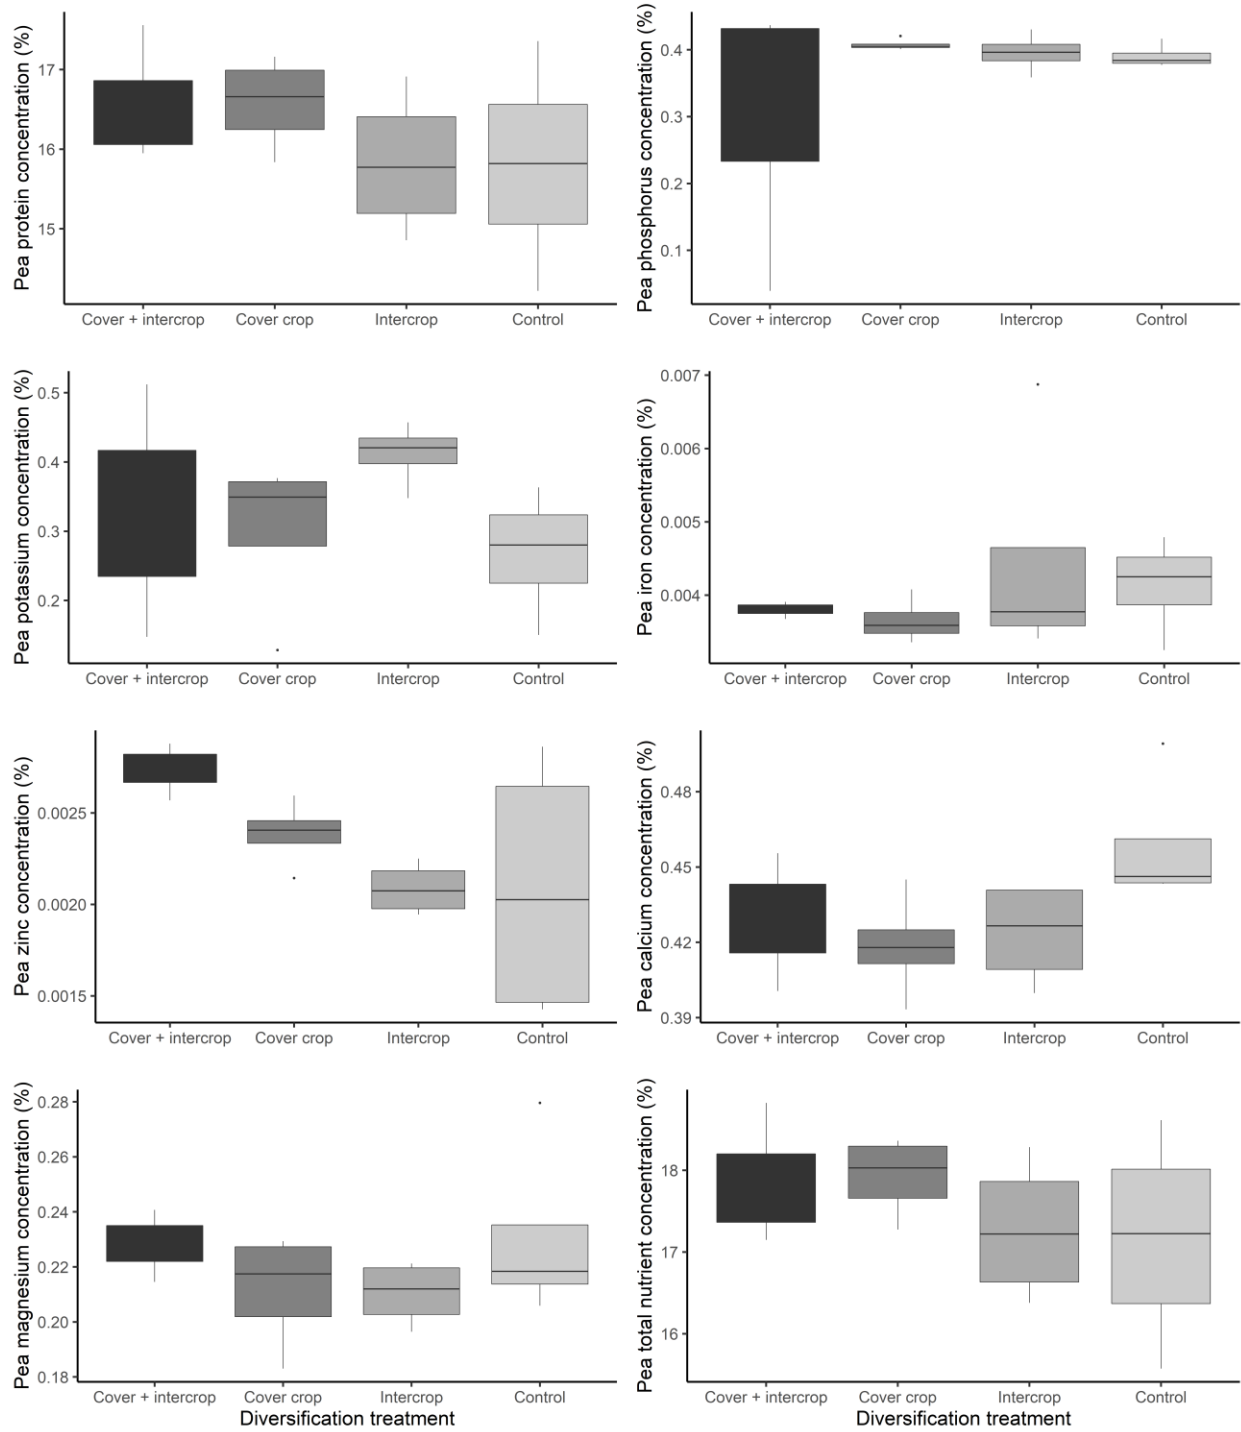 Pea protein concentration (%)
17
16
15
Cover + intercrop Cover crop Intercrop Control
Pea phosphorus concentration (%)
0.4
0.3
0.2
0.1
Cover + intercrop Cover crop Intercrop Control
Pea potassium concentration (%)
0.5
0.4
0.3
0.2
Cover + intercrop Cover crop Intercrop Control
Pea iron concentration (%)
0.007
0.006
0.005
0.004
Cover + intercrop Cover crop Intercrop Control
Pea zinc concentration (%)
0.0025
0.0020
0.0015
Cover + intercrop Cover crop Intercrop Control
Pea calcium concentration (%)
0.48
0.45
0.42
0.39
Cover + intercrop Cover crop Intercrop Control
Pea magnesium concentration (%)
0.28
0.26
0.24
0.22
0.20
0.18
Cover + intercrop Cover crop Intercrop Control
Diversification treatment
Pea total nutrient concentration (%)
18
17
16
Cover + intercrop Cover crop Intercrop Control
Diversification treatment